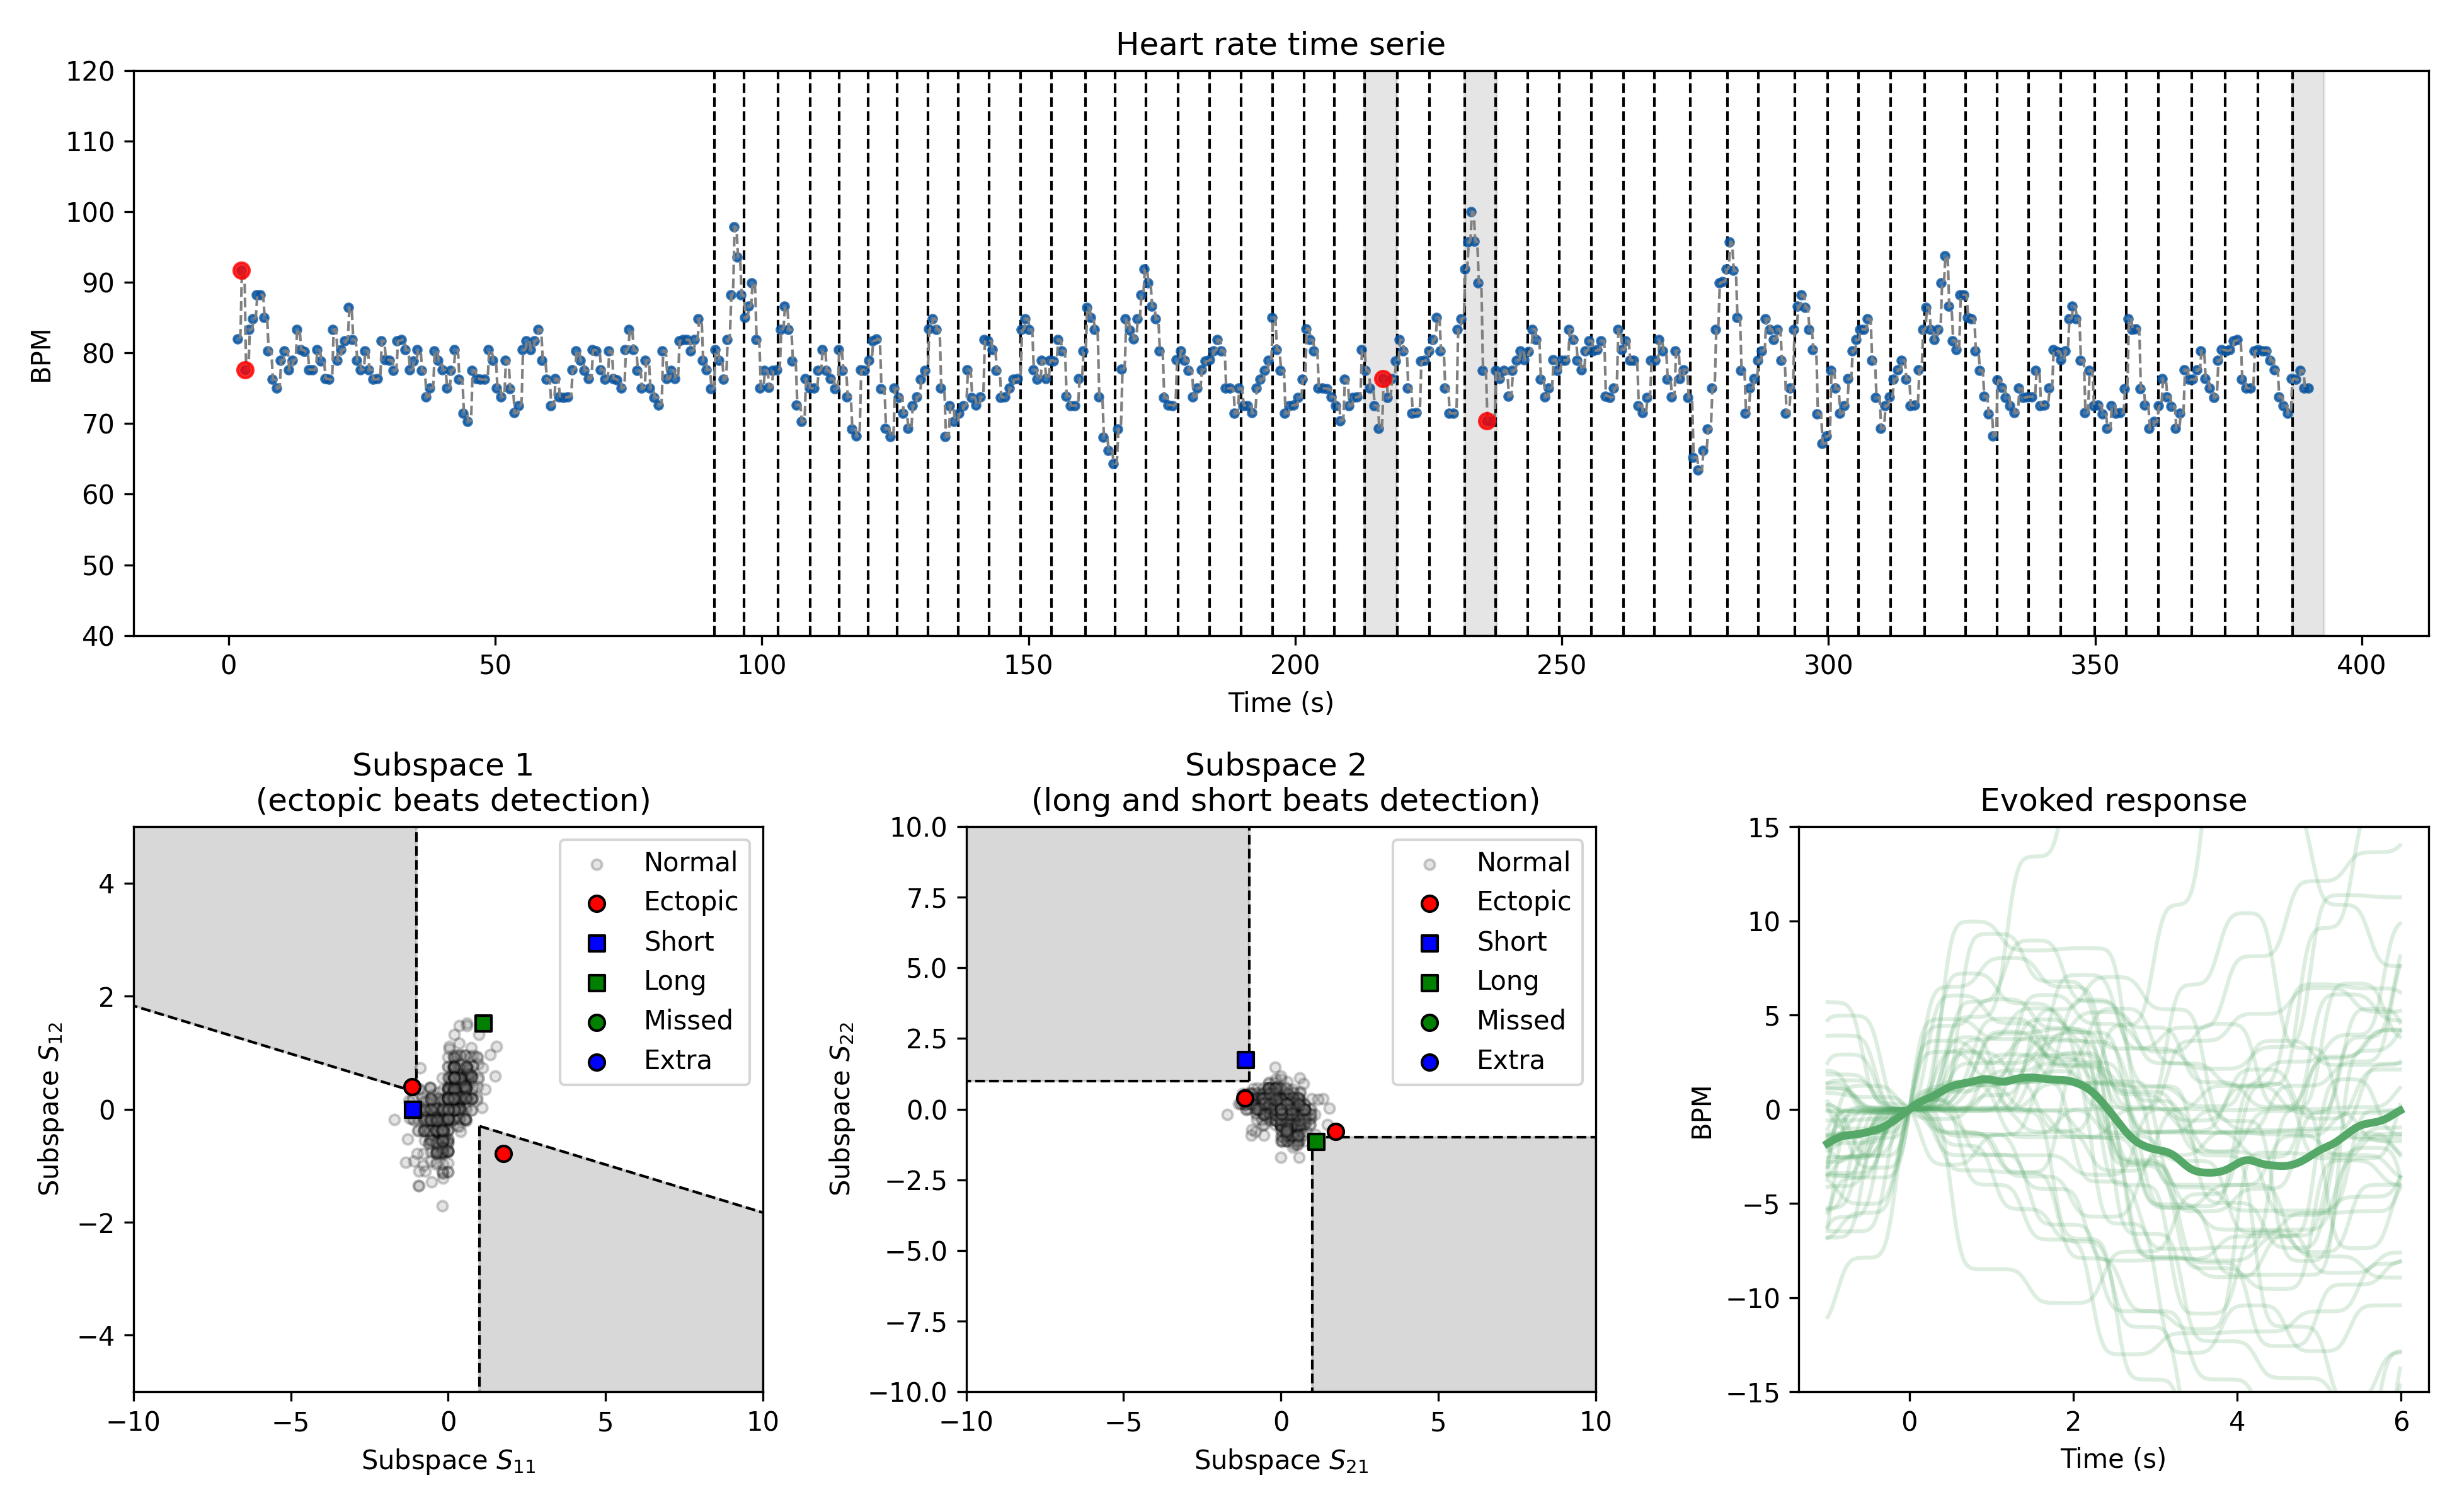 Heart rate time serie
120
110
100
90
80
70
60
50
40
BPM
0 50 100 150 200 250 300 350 400
Time (s)
Subspace 1
(ectopic beats detection)
4
2
0
−2
−4
Subspace S12
Normal
Ectopic
Short
Long
Missed
Extra
−10 −5 0 5 10
Subspace S11
Subspace 2
(long and short beats detection)
10.0
7.5
5.0
2.5
0.0
−2.5
−5.0
−7.5
−10.0
Subspace S22
Normal
Ectopic
Short
Long
Missed
Extra
−10 −5 0 5 10
Subspace S21
Evoked response
15
10
5
0
−5
−10
−15
BPM
0 2 4 6
Time (s)